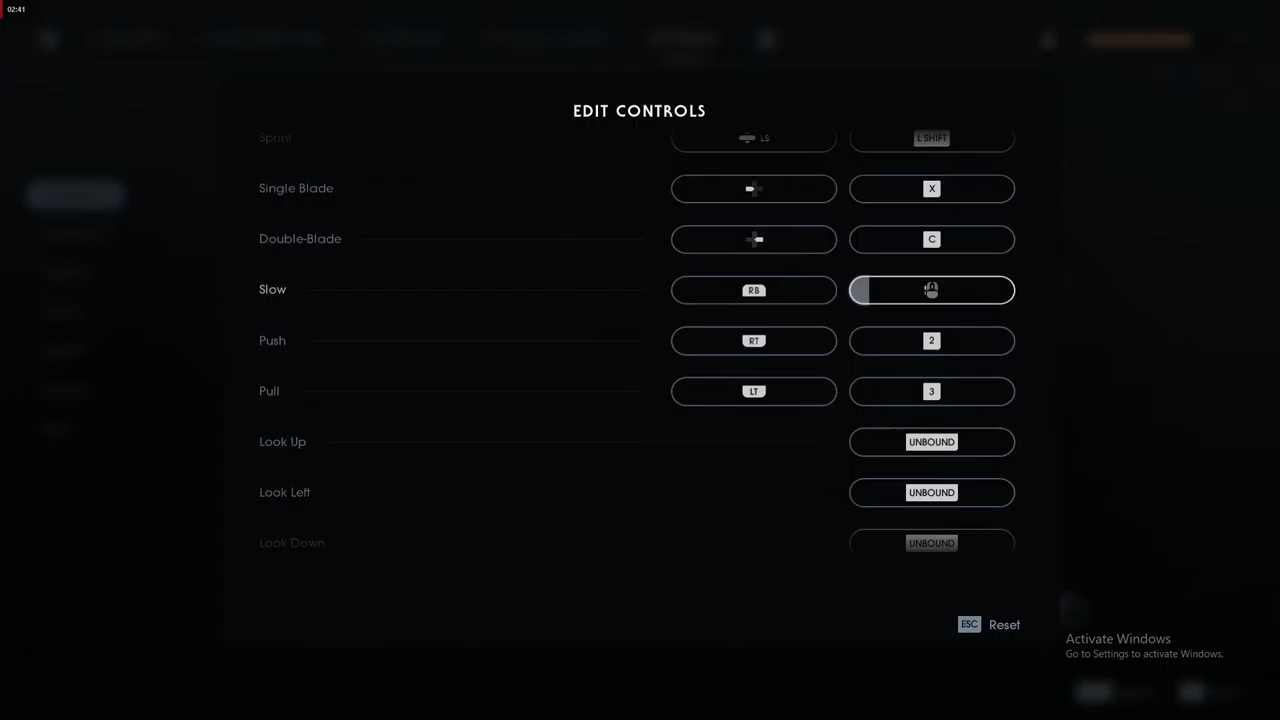 02:41
EDIT CONTROLS
Sprint LS L SHIFT
Single Blade X
Double-Blade C
Slow RB
Push RT 2
Pull LT 3
Look Up UNBOUND
Look Left UNBOUND
Look Down UNBOUND
ESC Reset
Activate Windows
Go to Settings to activate Windows.